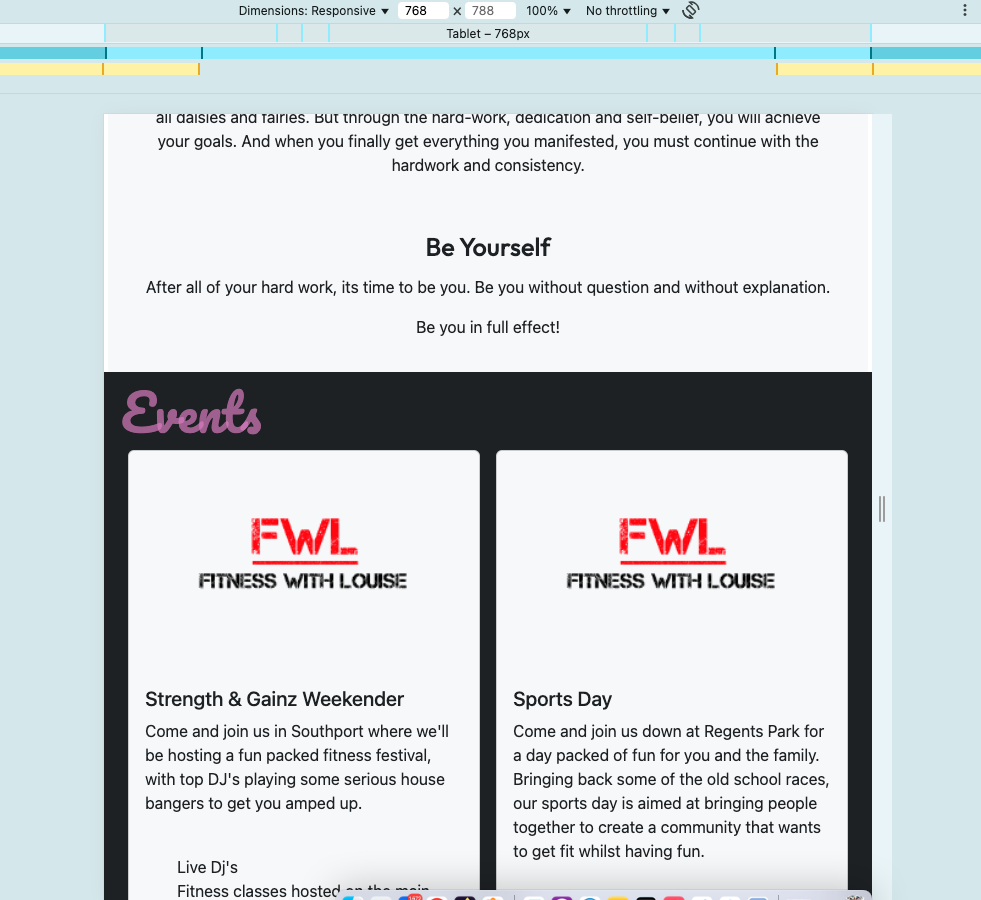 Dimensions: Responsive 768 × 788 100% No throttling
Tablet – 768px
all daisies and fairies. But through the hard-work, dedication and self-belief, you will achieve
your goals. And when you finally get everything you manifested, you must continue with the
hardwork and consistency.
Be Yourself
After all of your hard work, its time to be you. Be you without question and without explanation.
Be you in full effect!
Events
FWL
FITNESS WITH LOUISE
FWL
FITNESS WITH LOUISE
Strength & Gainz Weekender
Come and join us in Southport where we'll
be hosting a fun packed fitness festival,
with top DJ's playing some serious house
bangers to get you amped up.
Live Dj's
Fitness classes hosted on the main
Sports Day
Come and join us down at Regents Park for
a day packed of fun for you and the family.
Bringing back some of the old school races,
our sports day is aimed at bringing people
together to create a community that wants
to get fit whilst having fun.